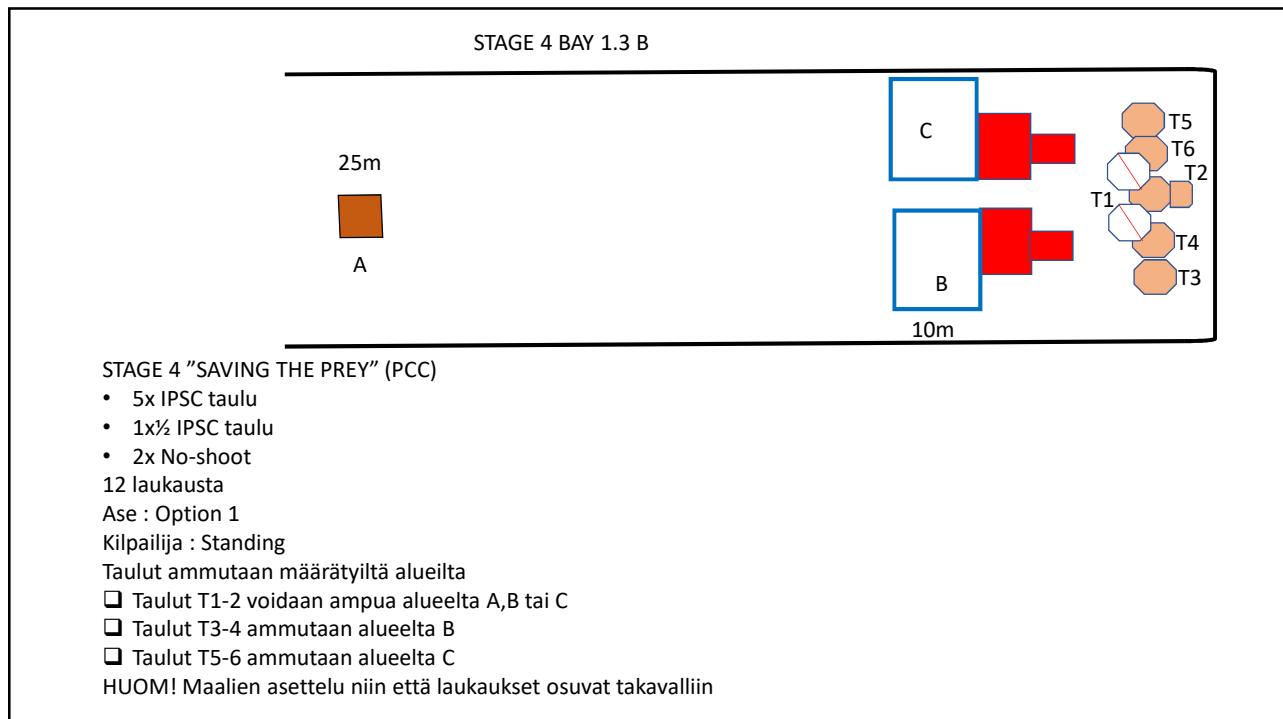 STAGE 4 BAY 1.3 B
C
T5
T6
25m
T2
T1
T4
A
B
T3
10m
STAGE 4 ”SAVING THE PREY” (PCC)
• 5x IPSC taulu
• 1x½ IPSC taulu
• 2x No-shoot
12 laukausta
Ase : Option 1
Kilpailija : Standing
Taulut ammutaan määrätyiltä alueilta
❑ Taulut T1-2 voidaan ampua alueelta A,B tai C
❑ Taulut T3-4 ammutaan alueelta B
❑ Taulut T5-6 ammutaan alueelta C
HUOM! Maalien asettelu niin että laukaukset osuvat takavalliin